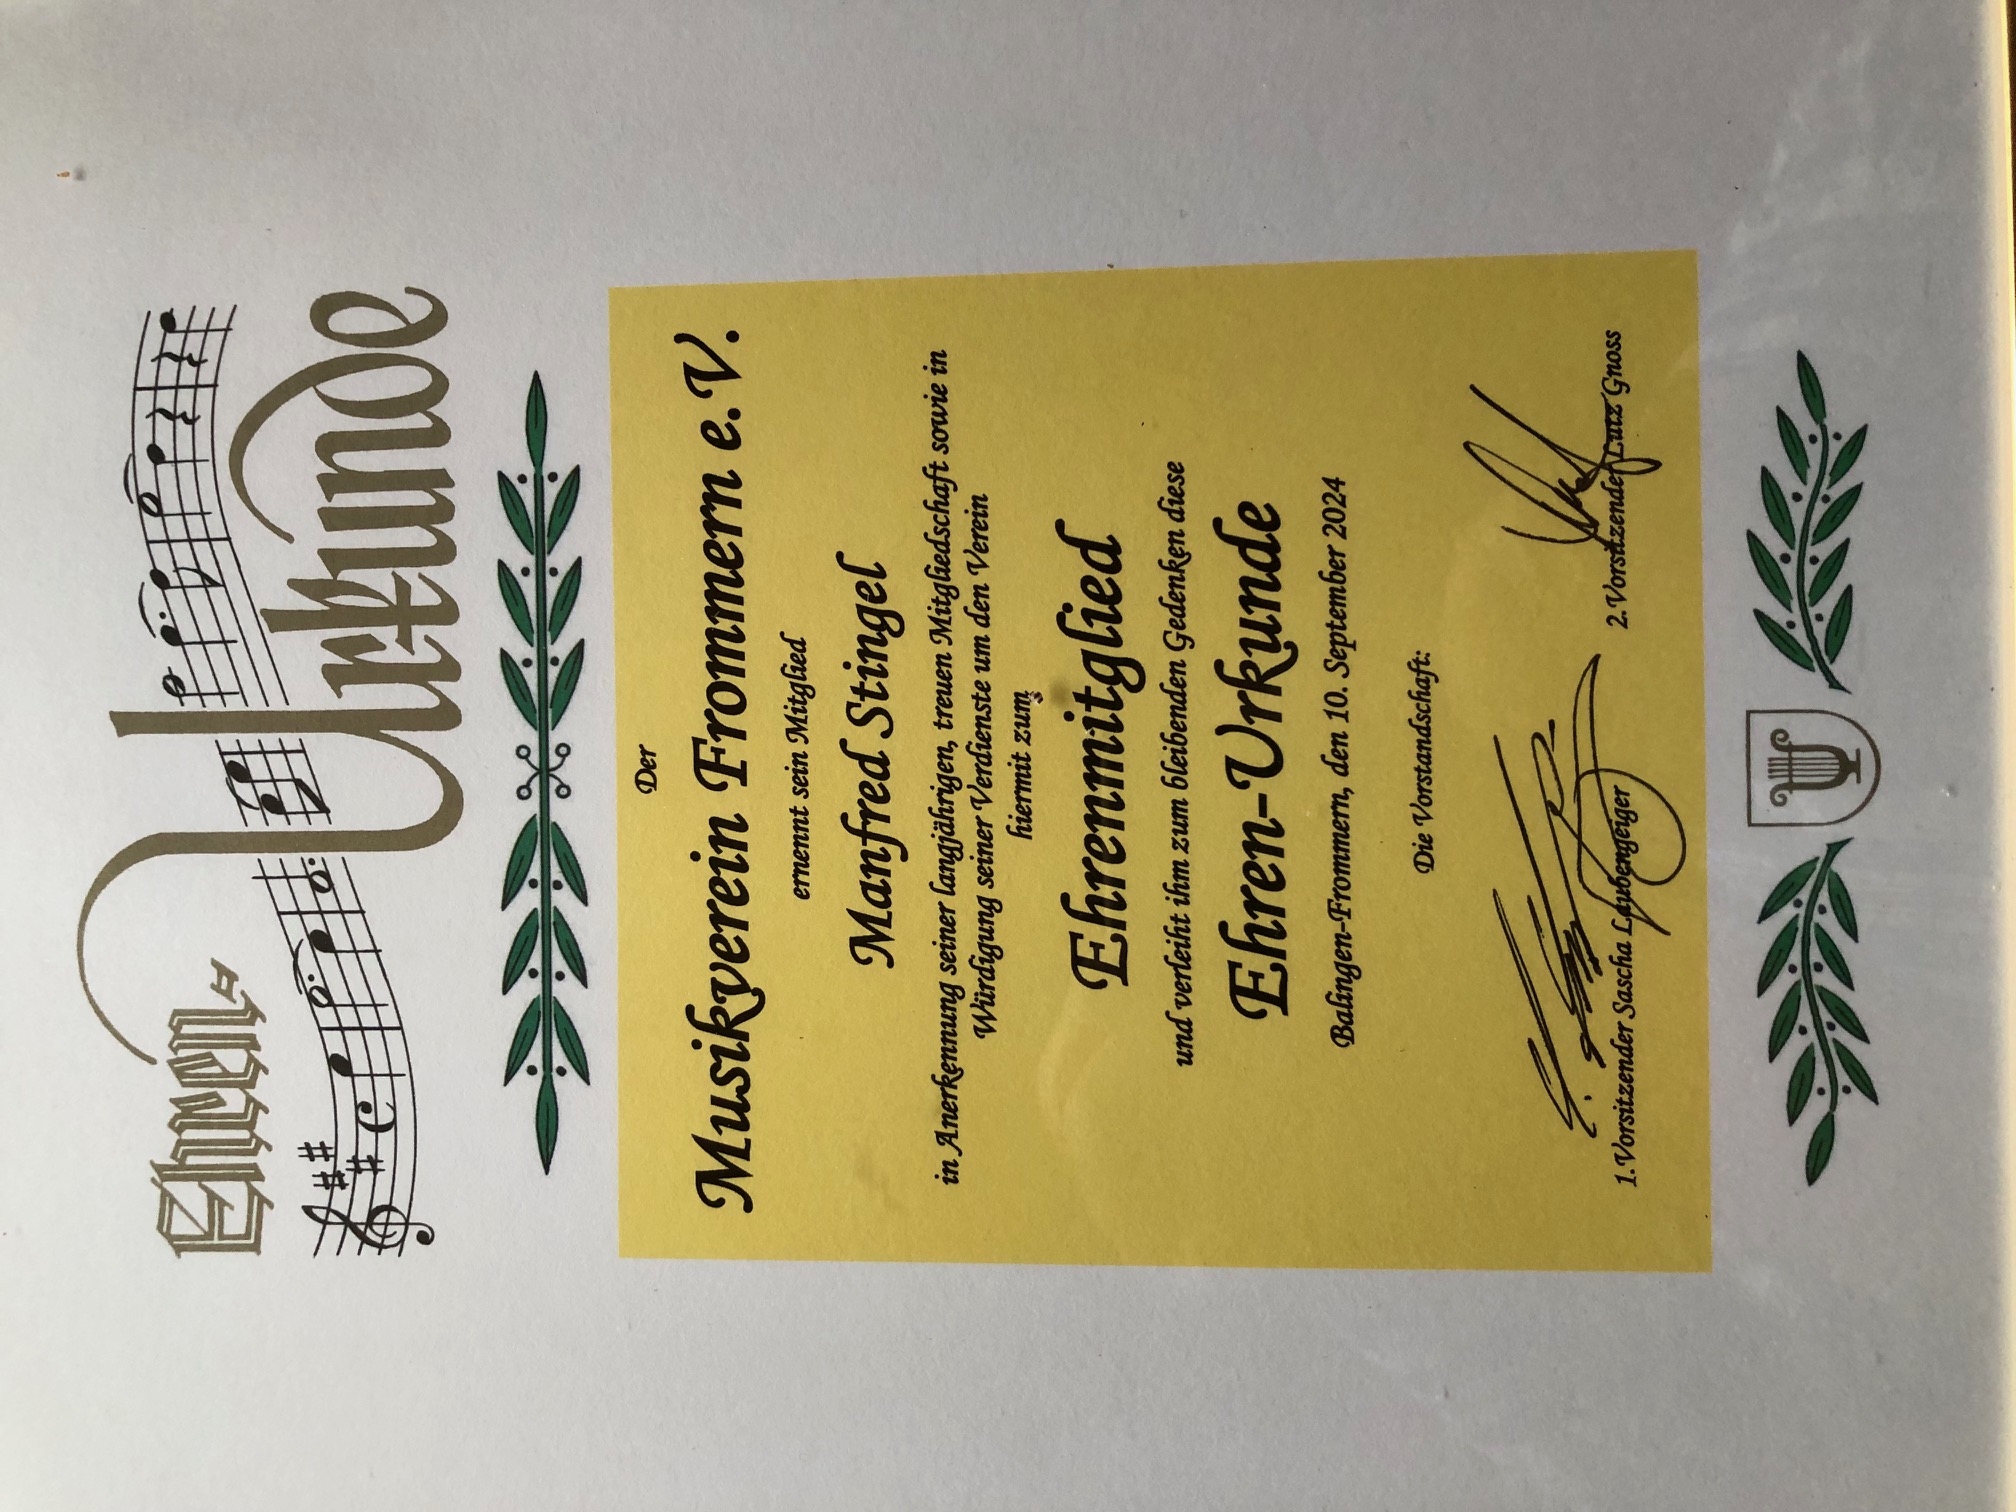 Ehren-
Urkunde
Der
Musikverein Frommern e.V.
ernennt sein Mitglied
Manfred Stingel
in Anerkennung seiner langjährigen, treuen Mitgliedschaft sowie in
Würdigung seiner Verdienste um den Verein
hiermit zum
Ehrenmitglied
und verleiht ihm zum bleibenden Gedenken diese
Ehren-Urkunde
Balingen-Frommern, den 10. September 2024
Die Vorstandschaft:
1. Vorsitzender Sascha Laubengeiger 2. Vorsitzender Lutz Gnoss